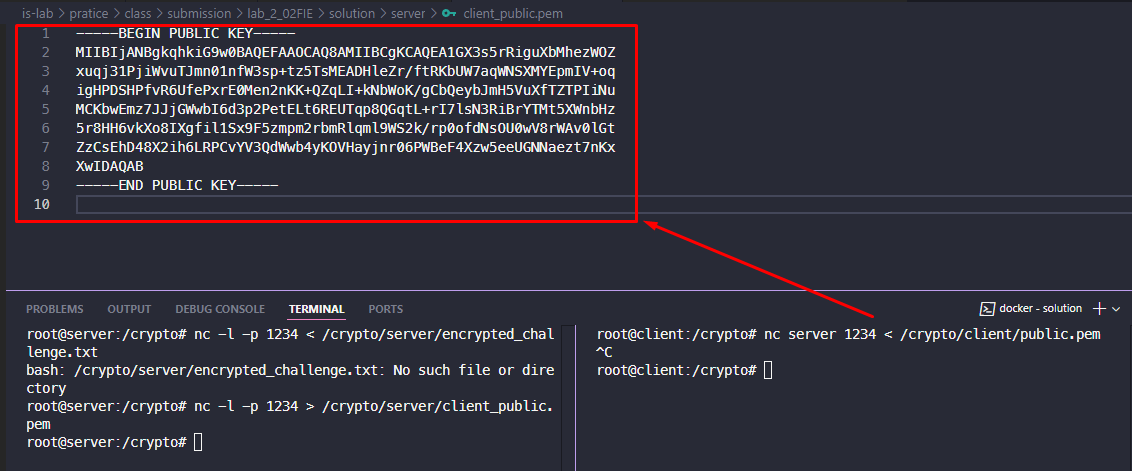 is-lab > pratice > class > submission > lab_2_02FIE > solution > server > client_public.pem
1 -----BEGIN PUBLIC KEY-----
2 MIIBIjANBgkqhkiG9w0BAQEFAAOCAQ8AMIIBCgKCAQEA1GX3s5rRiguXbMhezWOZ
3 xuqj31PjiWvuTJmn01nfW3sp+tz5TsMEADHleZr/ftRKbUW7aqWNSXMYEpmIV+oq
4 igHPDSHPfvR6UfePxrE0Men2nKK+QZqLI+kNbWoK/gCbQeybJmH5VuXfTZTPIiNu
5 MCKbwEmz7JJjGWwbI6d3p2PetELt6REUTqp8QGqtL+rI7lsN3RiBrYTMt5XWnbHz
6 5r8HH6vkXo8IXgfil1Sx9F5zmpm2rbmRlqml9WS2k/rp0ofdNsOU0wV8rWAv0lGt
7 ZzCsEhD48X2ih6LRPCvYV3QdWwb4yKOVHayjnr06PWBeF4Xzw5eeUGNNaezt7nKx
8 XwIDAQAB
9 -----END PUBLIC KEY-----
10
PROBLEMS OUTPUT DEBUG CONSOLE TERMINAL PORTS
docker - solution
root@server:/crypto# nc -l -p 1234 < /crypto/server/encrypted_chal
lenge.txt
bash: /crypto/server/encrypted_challenge.txt: No such file or dire
ctory
root@server:/crypto# nc -l -p 1234 > /crypto/server/client_public.
pem
root@server:/crypto#
root@client:/crypto# nc server 1234 < /crypto/client/public.pem
^C
root@client:/crypto#